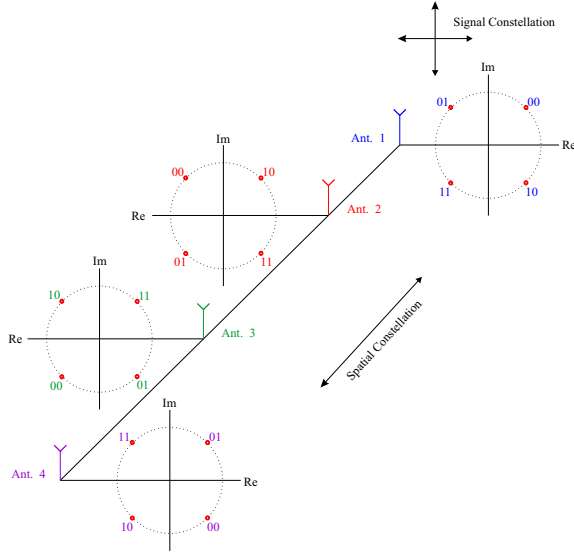 Signal Constellation
Im
01
00
Ant. 1
Re
11
10
Im
00
10
Re
Ant. 2
01
11
Im
10
11
Re
Ant. 3
00
01
Spatial Constellation
Im
11
01
Ant. 4
Re
10
00